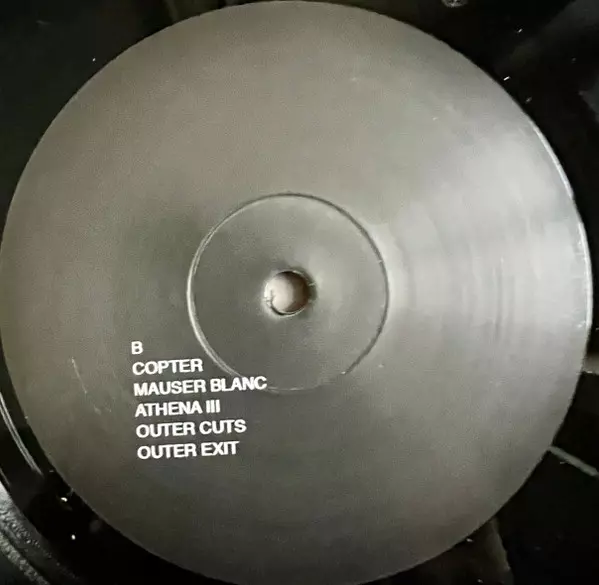 B
COPTER
MAUSER BLANC
ATHENA III
OUTER CUTS
OUTER EXIT